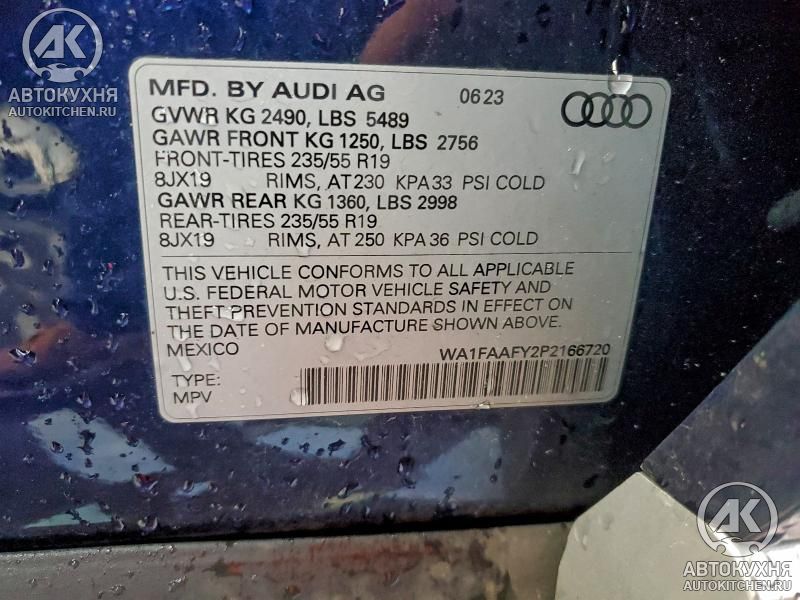 AK
АВТОКУХНЯ
AUTOKITCHEN.RU
MFD. BY AUDI AG 0623
GVWR KG 2490, LBS 5489
GAWR FRONT KG 1250, LBS 2756
FRONT-TIRES 235/55 R19
8JX19 RIMS, AT 230 KPA 33 PSI COLD
GAWR REAR KG 1360, LBS 2998
REAR-TIRES 235/55 R19
8JX19 RIMS, AT 250 KPA 36 PSI COLD
THIS VEHICLE CONFORMS TO ALL APPLICABLE
U.S. FEDERAL MOTOR VEHICLE SAFETY AND
THEFT PREVENTION STANDARDS IN EFFECT ON
THE DATE OF MANUFACTURE SHOWN ABOVE.
MEXICO WA1FAAFY2P2166720
TYPE:
MPV
AK
АВТОКУХНЯ
AUTOKITCHEN.RU